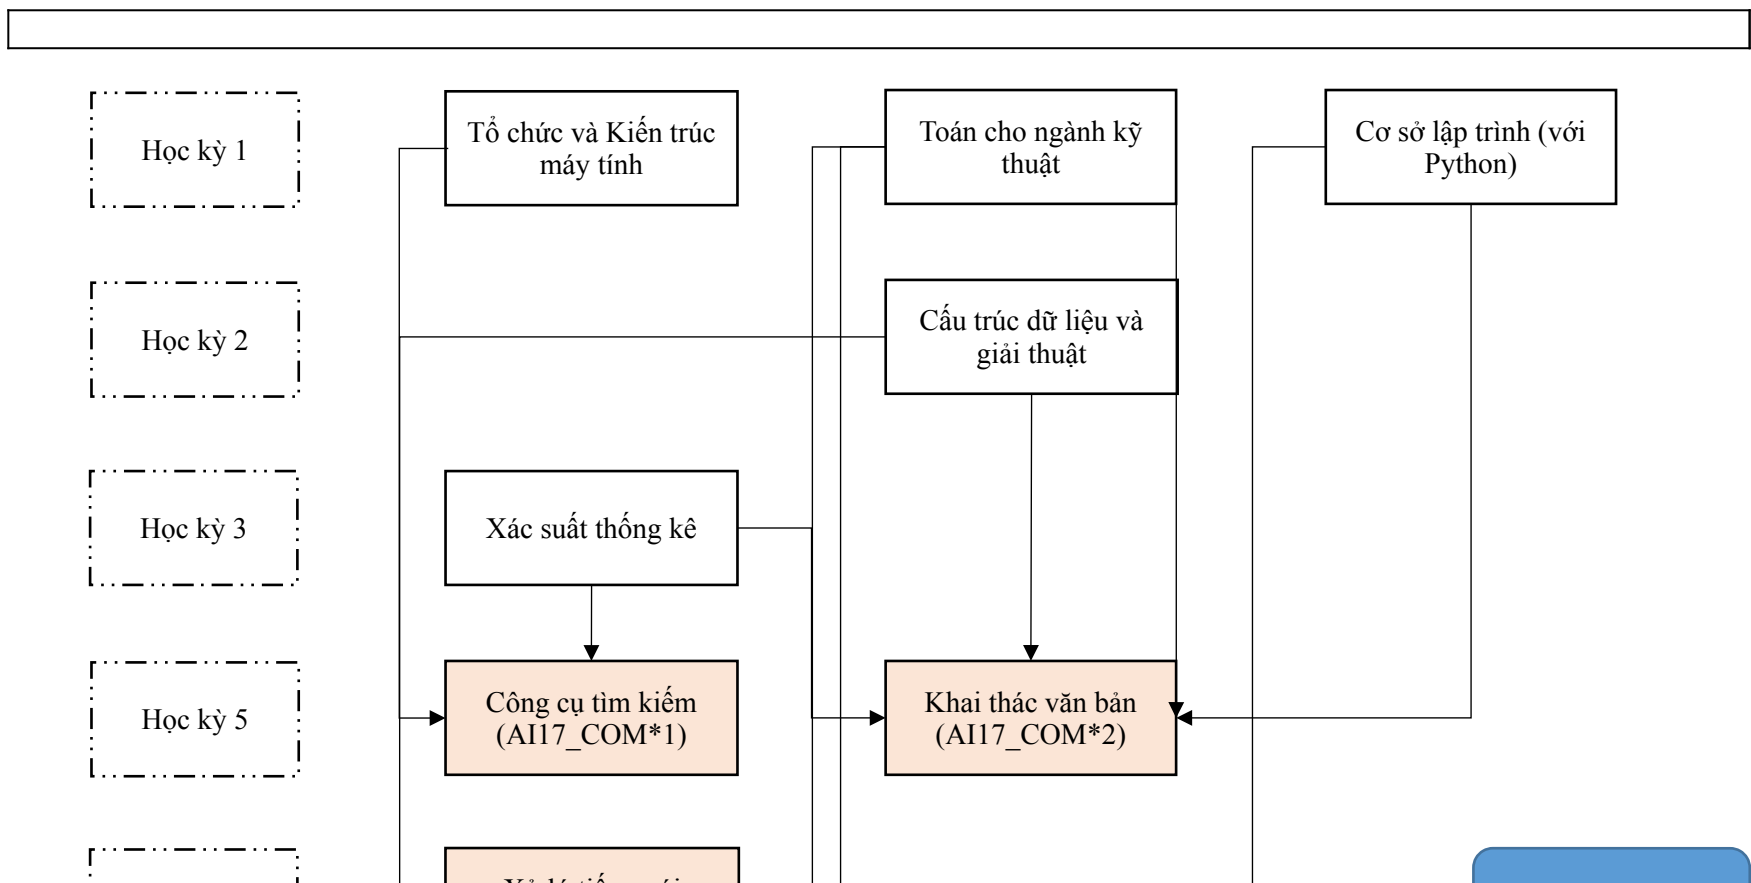 Học kỳ 1
Tổ chức và Kiến trúc
máy tính
Toán cho ngành kỹ
thuật
Cơ sở lập trình (với
Python)
Học kỳ 2
Cấu trúc dữ liệu và
giải thuật
Học kỳ 3
Xác suất thống kê
Học kỳ 5
Công cụ tìm kiếm
(AI17_COM*1)
Khai thác văn bản
(AI17_COM*2)